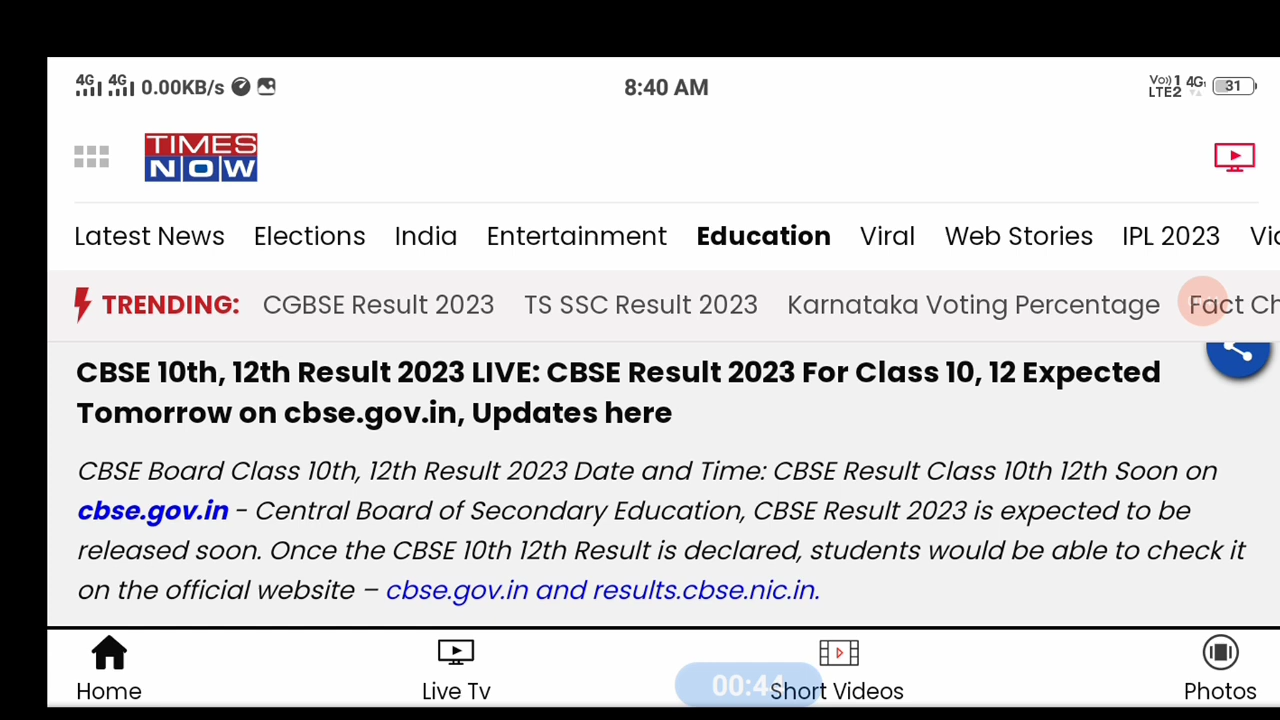 4G 4G 0.00KB/s 8:40 AM Vo)) 1 LTE2 4G 31
TIMES
NOW
Latest News Elections India Entertainment Education Viral Web Stories IPL 2023 Vid
TRENDING: CGBSE Result 2023 TS SSC Result 2023 Karnataka Voting Percentage Fact Ch
CBSE 10th, 12th Result 2023 LIVE: CBSE Result 2023 For Class 10, 12 Expected
Tomorrow on cbse.gov.in, Updates here
CBSE Board Class 10th, 12th Result 2023 Date and Time: CBSE Result Class 10th 12th Soon on
cbse.gov.in - Central Board of Secondary Education, CBSE Result 2023 is expected to be
released soon. Once the CBSE 10th 12th Result is declared, students would be able to check it
on the official website – cbse.gov.in and results.cbse.nic.in.
Home Live Tv 00:44 Short Videos Photos